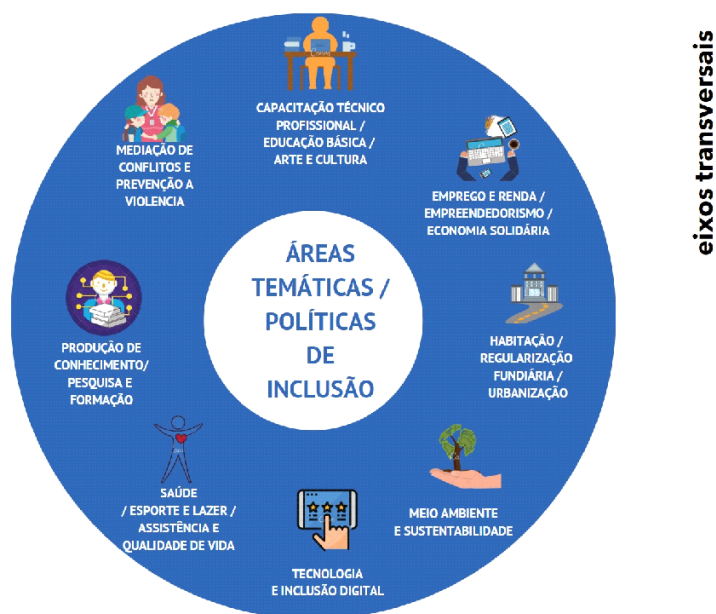 CAPACITAÇÃO TÉCNICO
PROFISSIONAL /
EDUCAÇÃO BÁSICA /
ARTE E CULTURA
EMPREGO E RENDA /
EMPREENDEDORISMO /
ECONOMIA SOLIDÁRIA
HABITAÇÃO /
REGULARIZAÇÃO
FUNDIÁRIA /
URBANIZAÇÃO
MEIO AMBIENTE
E SUSTENTABILIDADE
TECNOLOGIA
E INCLUSÃO DIGITAL
SAÚDE
/ ESPORTE E LAZER /
ASSISTÊNCIA E
QUALIDADE DE VIDA
PRODUÇÃO DE
CONHECIMENTO/
PESQUISA E
FORMAÇÃO
MEDIAÇÃO DE
CONFLITOS E
PREVENÇÃO A
VIOLENCIA
ÁREAS
TEMÁTICAS /
POLÍTICAS
DE
INCLUSÃO
eixos transversais